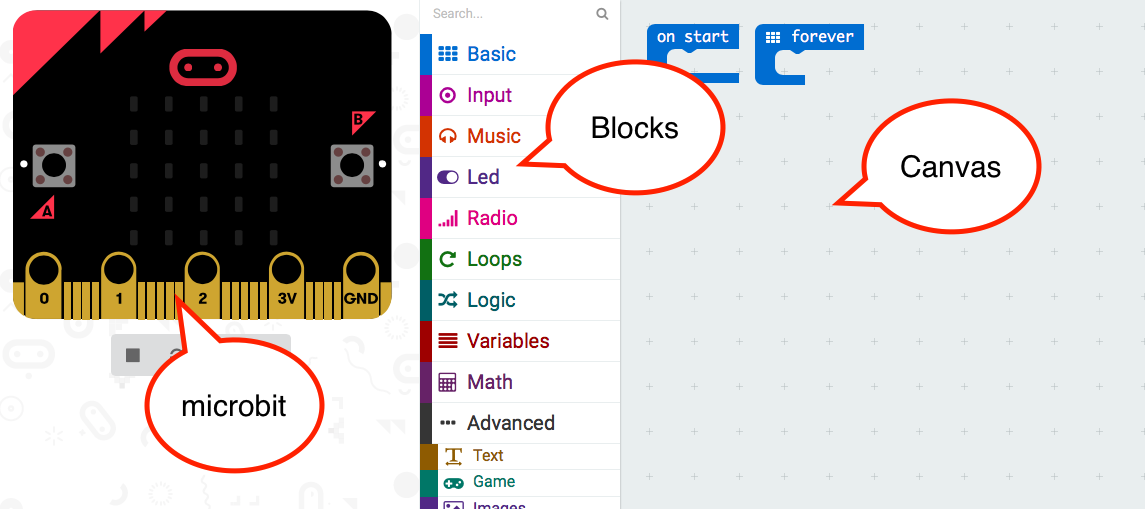 B
A
0 1 2 3V GND
microbit
Search...
Basic
Input
Music
Led
Radio
Loops
Logic
Variables
Math
Advanced
Text
Game
Images
Blocks
on start
forever
Canvas